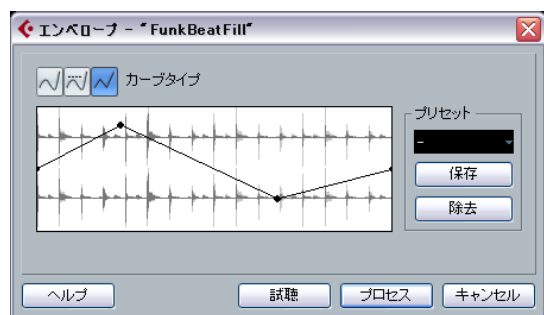 エンベロープ - "FunkBeatFill"
カーブタイプ
プリセット
-
保存
除去
ヘルプ
試聴
プロセス
キャンセル